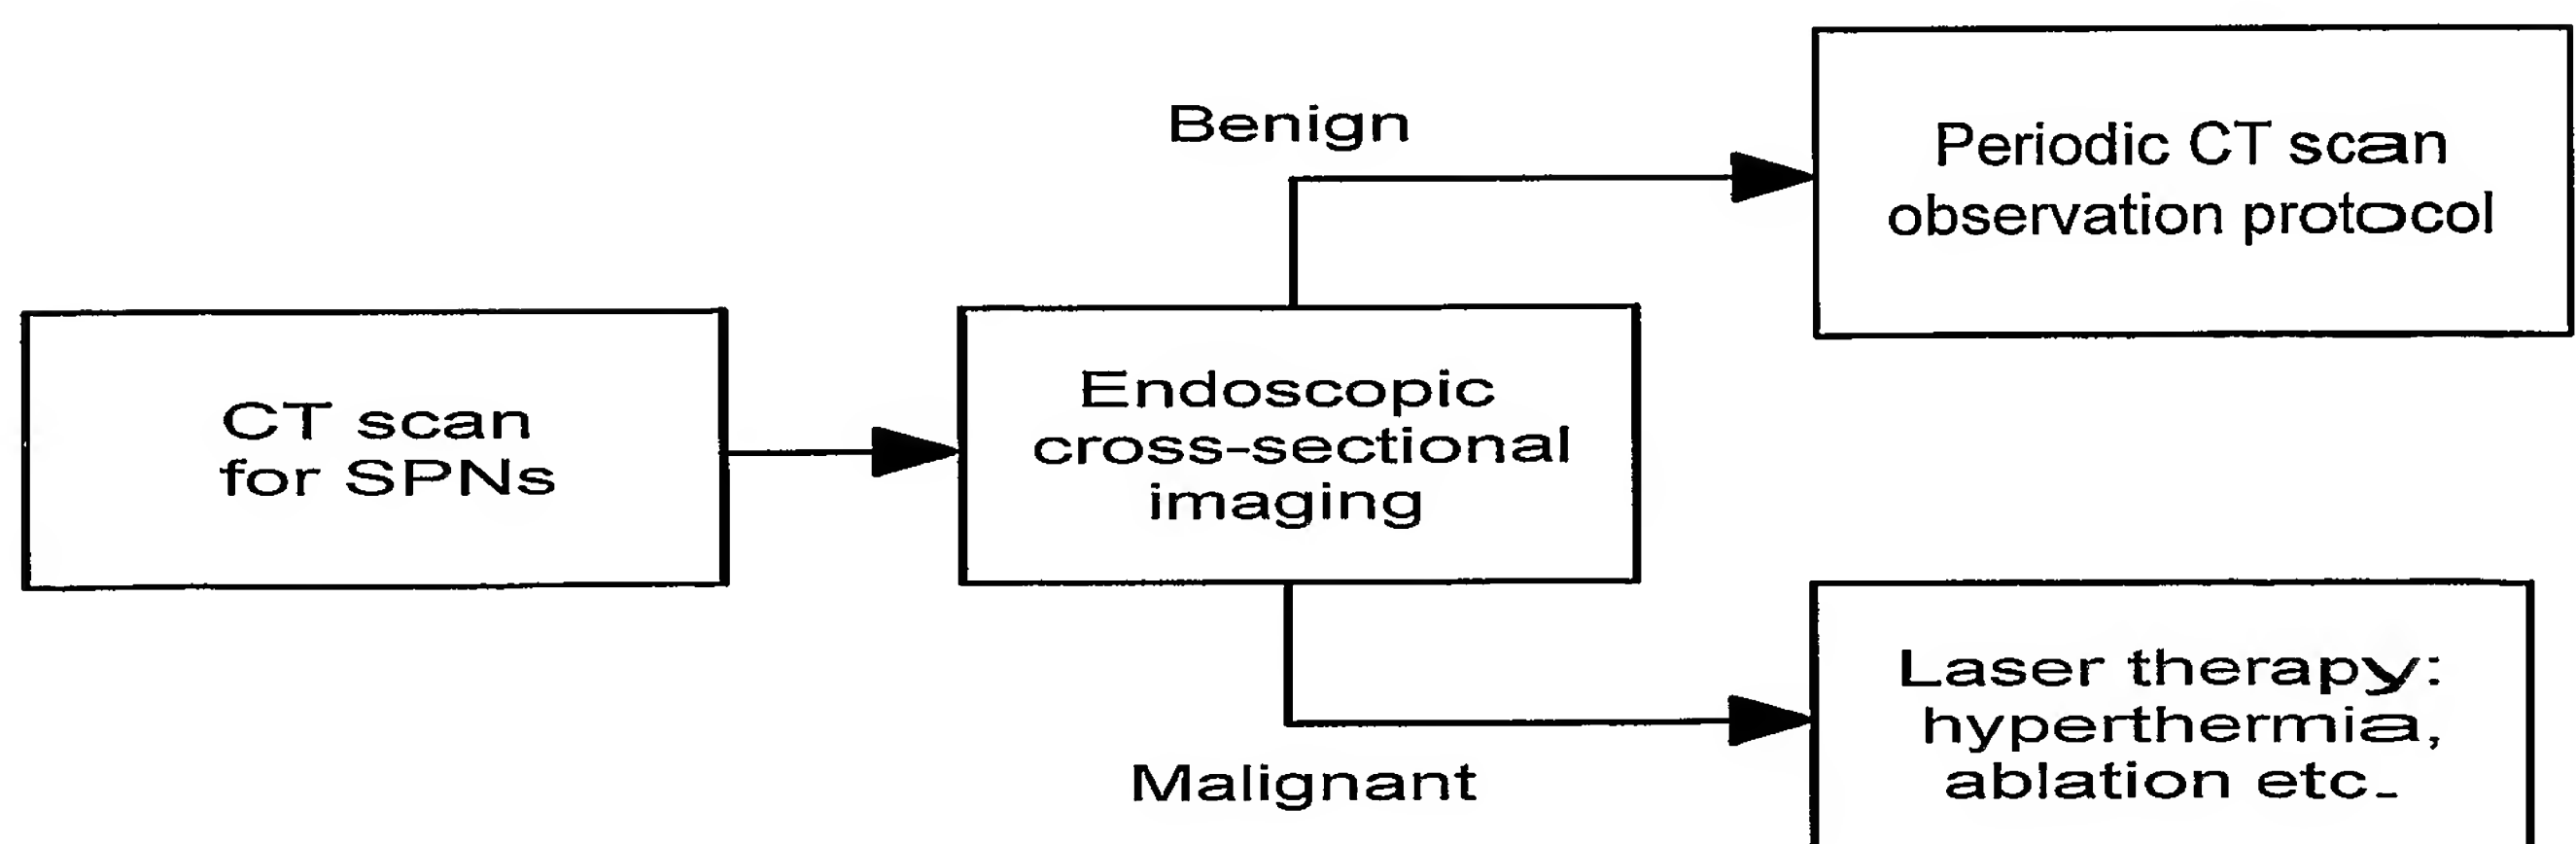 Benign
Periodic CT scan
observation protocol
CT scan
for SPNs
Endoscopic
cross-sectional
imaging
Malignant
Laser therapy:
hyperthermia,
ablation etc.